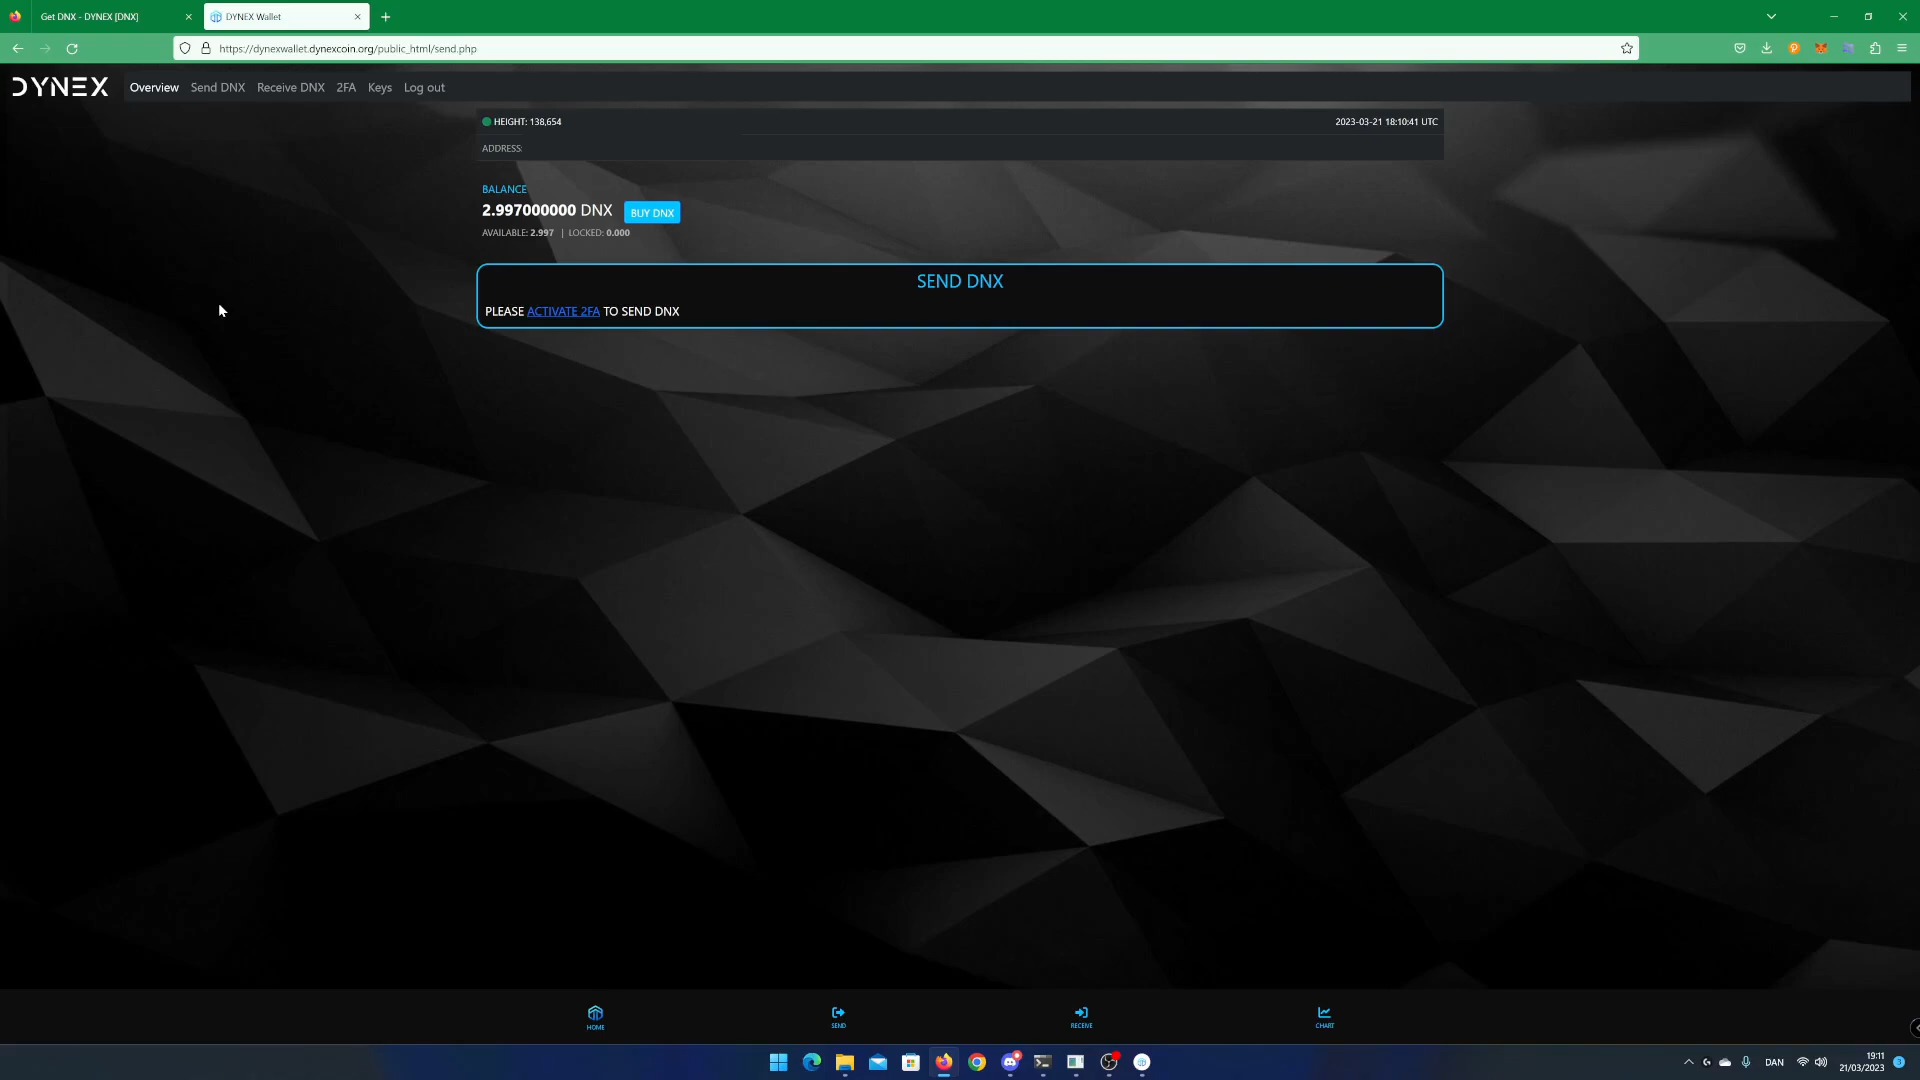 Get DNX - DYNEX [DNX]
DYNEX Wallet
https://dynexwallet.dynexcoin.org/public_html/send.php
DYNEX
Overview Send DNX Receive DNX 2FA Keys Log out
HEIGHT: 138,654
2023-03-21 18:10:41 UTC
ADDRESS:
BALANCE
2.997000000 DNX BUY DNX
AVAILABLE: 2.997 | LOCKED: 0.000
SEND DNX
PLEASE ACTIVATE 2FA TO SEND DNX
HOME
SEND
RECEIVE
CHART
DAN
19:11
21/03/2023
3